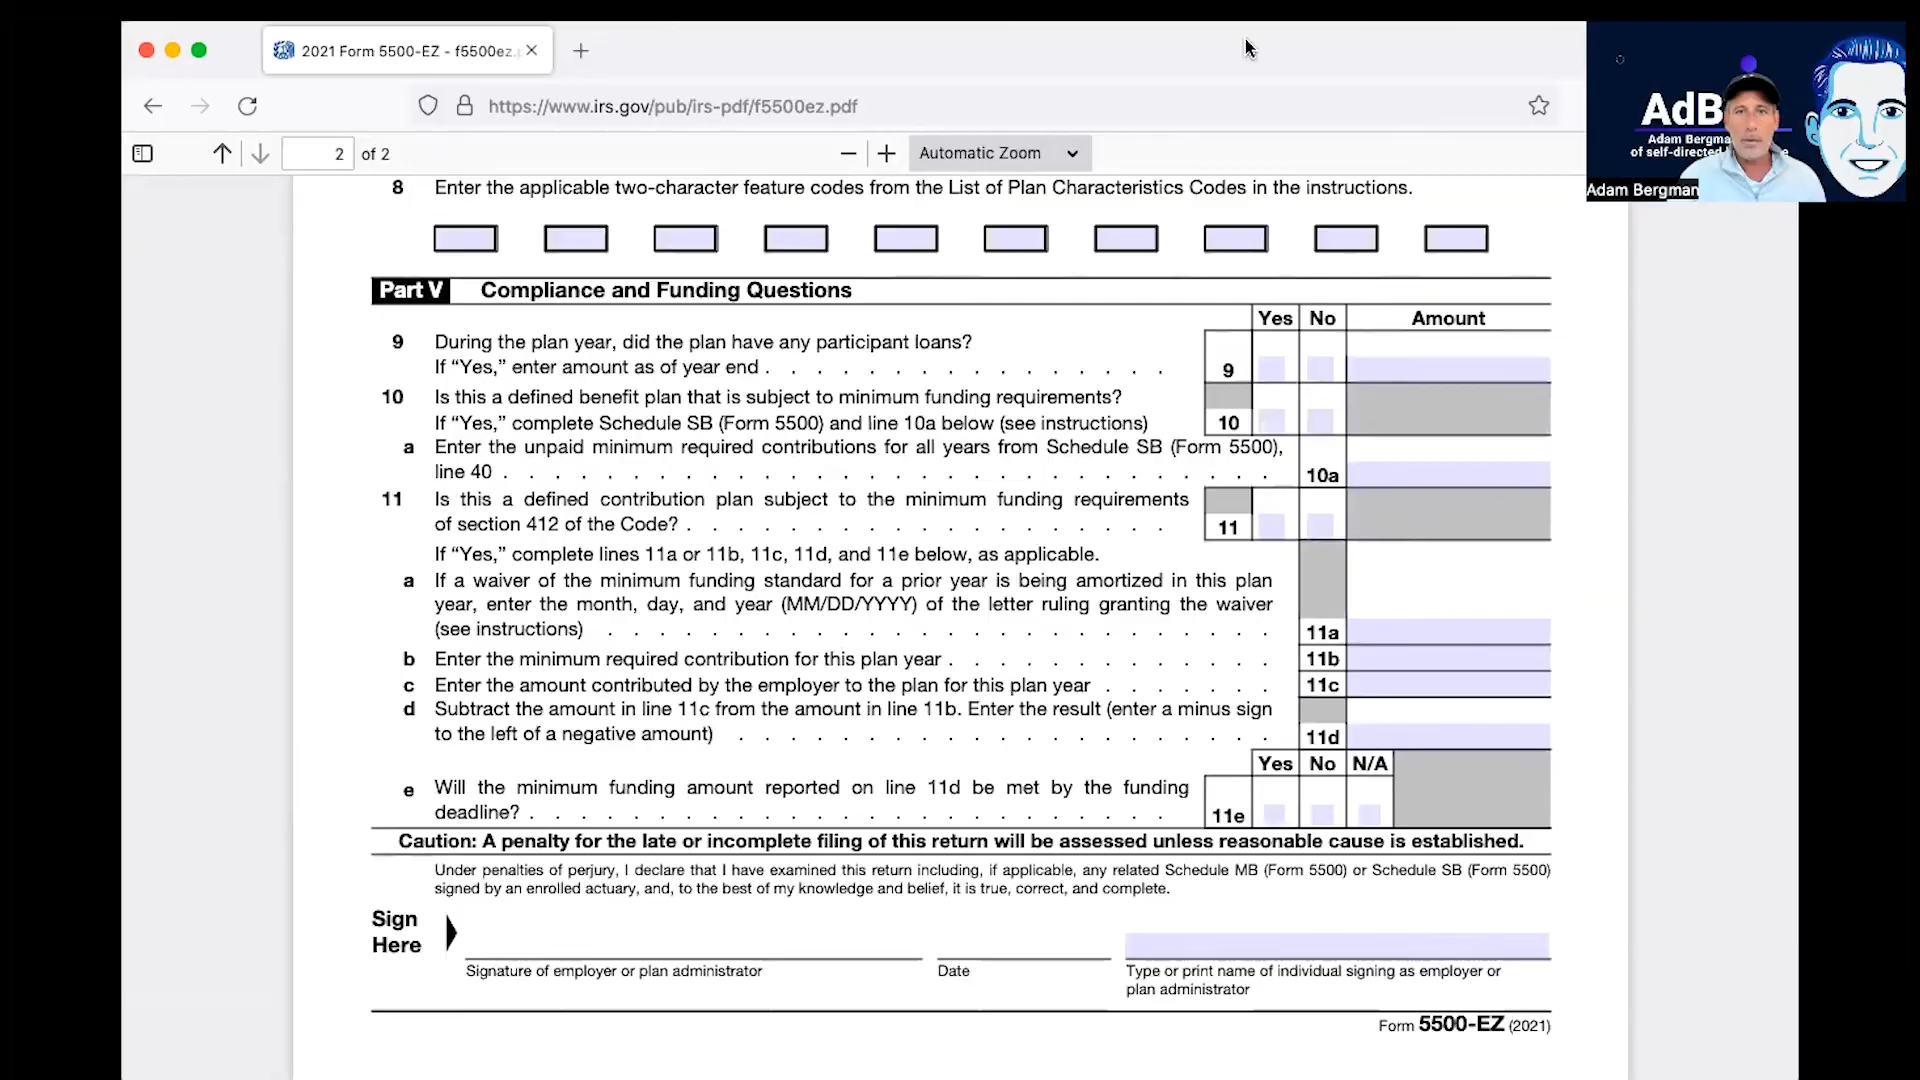 2021 Form 5500-EZ - f5500ez.
https://www.irs.gov/pub/irs-pdf/f5500ez.pdf
2 of 2
Automatic Zoom
AdB
Adam Bergma
of self-directed
Adam Bergman
8 Enter the applicable two-character feature codes from the List of Plan Characteristics Codes in the instructions.
Part V Compliance and Funding Questions
Yes No Amount
9 During the plan year, did the plan have any participant loans?
If “Yes,” enter amount as of year end . . . . . . . . . . . . . . . . 9
10 Is this a defined benefit plan that is subject to minimum funding requirements?
If “Yes,” complete Schedule SB (Form 5500) and line 10a below (see instructions) 10
a Enter the unpaid minimum required contributions for all years from Schedule SB (Form 5500),
line 40 . . . . . . . . . . . . . . . . . . . . . . . . . . . . 10a
11 Is this a defined contribution plan subject to the minimum funding requirements
of section 412 of the Code? . . . . . . . . . . . . . . . . . . . 11
If “Yes,” complete lines 11a or 11b, 11c, 11d, and 11e below, as applicable.
a If a waiver of the minimum funding standard for a prior year is being amortized in this plan
year, enter the month, day, and year (MM/DD/YYYY) of the letter ruling granting the waiver
(see instructions) . . . . . . . . . . . . . . . . . . . . . . . . 11a
b Enter the minimum required contribution for this plan year . . . . . . . . . . . 11b
c Enter the amount contributed by the employer to the plan for this plan year . . . . . . . 11c
d Subtract the amount in line 11c from the amount in line 11b. Enter the result (enter a minus sign
to the left of a negative amount) . . . . . . . . . . . . . . . . . . . 11d
Yes No N/A
e Will the minimum funding amount reported on line 11d be met by the funding
deadline? . . . . . . . . . . . . . . . . . . . . . . . . 11e
Caution: A penalty for the late or incomplete filing of this return will be assessed unless reasonable cause is established.
Under penalties of perjury, I declare that I have examined this return including, if applicable, any related Schedule MB (Form 5500) or Schedule SB (Form 5500)
signed by an enrolled actuary, and, to the best of my knowledge and belief, it is true, correct, and complete.
Sign
Here
Signature of employer or plan administrator
Date
Type or print name of individual signing as employer or
plan administrator
Form 5500-EZ (2021)